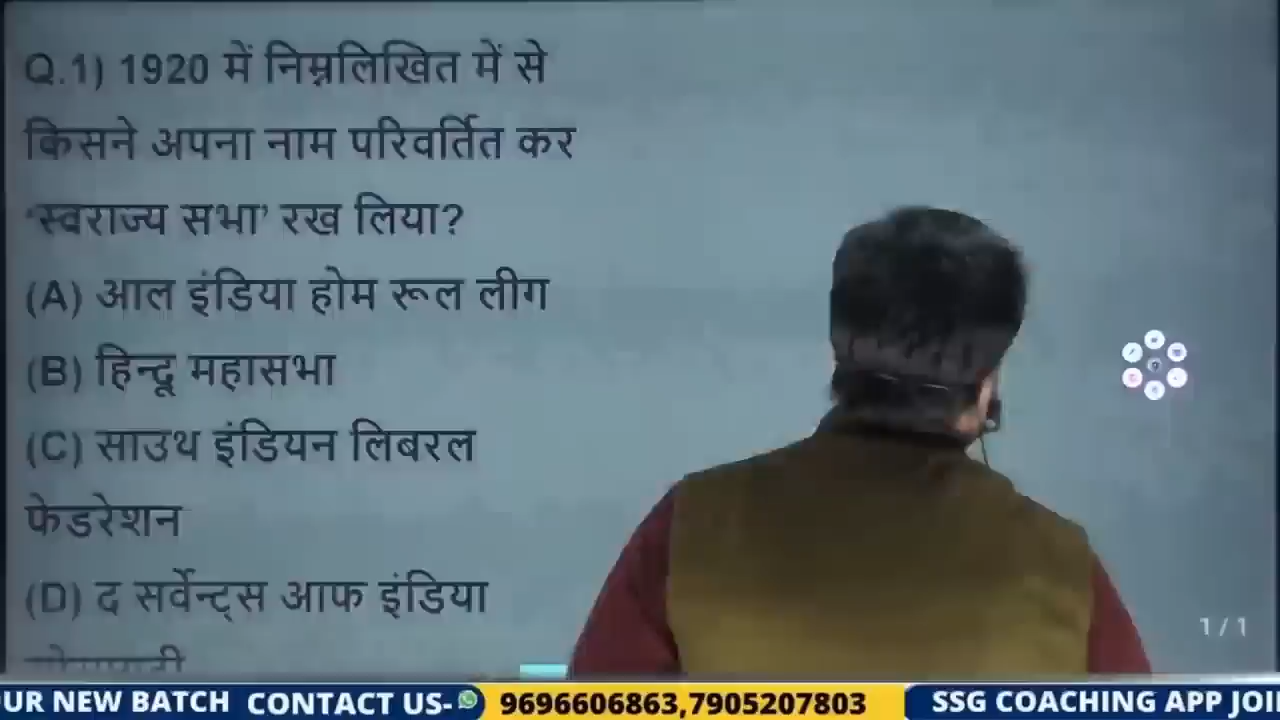 Q.1) 1920 में निम्नलिखित में से
किसने अपना नाम परिवर्तित कर
'स्वराज्य सभा' रख लिया?
(A) आल इंडिया होम रूल लीग
(B) हिन्दू महासभा
(C) साउथ इंडियन लिबरल
फेडरेशन
(D) द सर्वेन्ट्स आफ इंडिया
1 / 1
OUR NEW BATCH CONTACT US- 9696606863,7905207803 SSG COACHING APP JOI